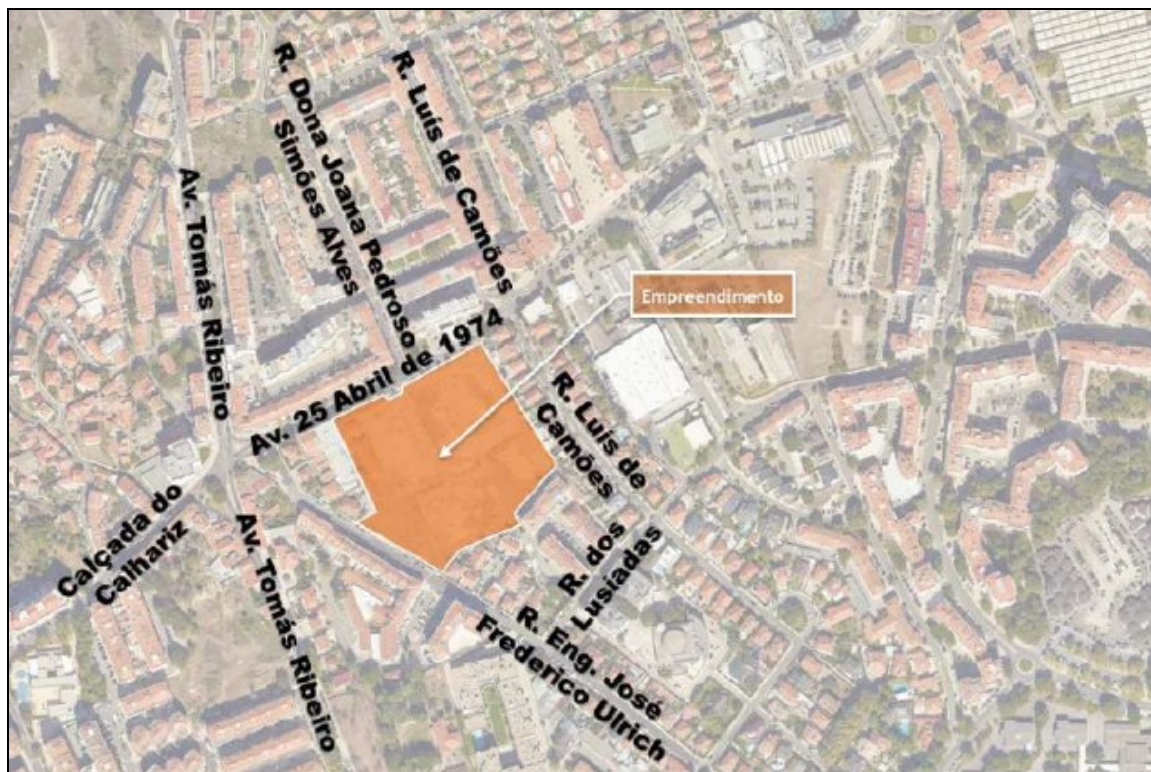 R. Dona Joana Pedroso
Simões Alves
R. Luís de Camões
Av. Tomás Ribeiro
Empreendimento
Av. 25 Abril de 1974
R. Luís de
Camões
Calçada do
Calhariz
Av. Tomás Ribeiro
R. dos
Lusiadas
R. Eng. José
Frederico Ulrich